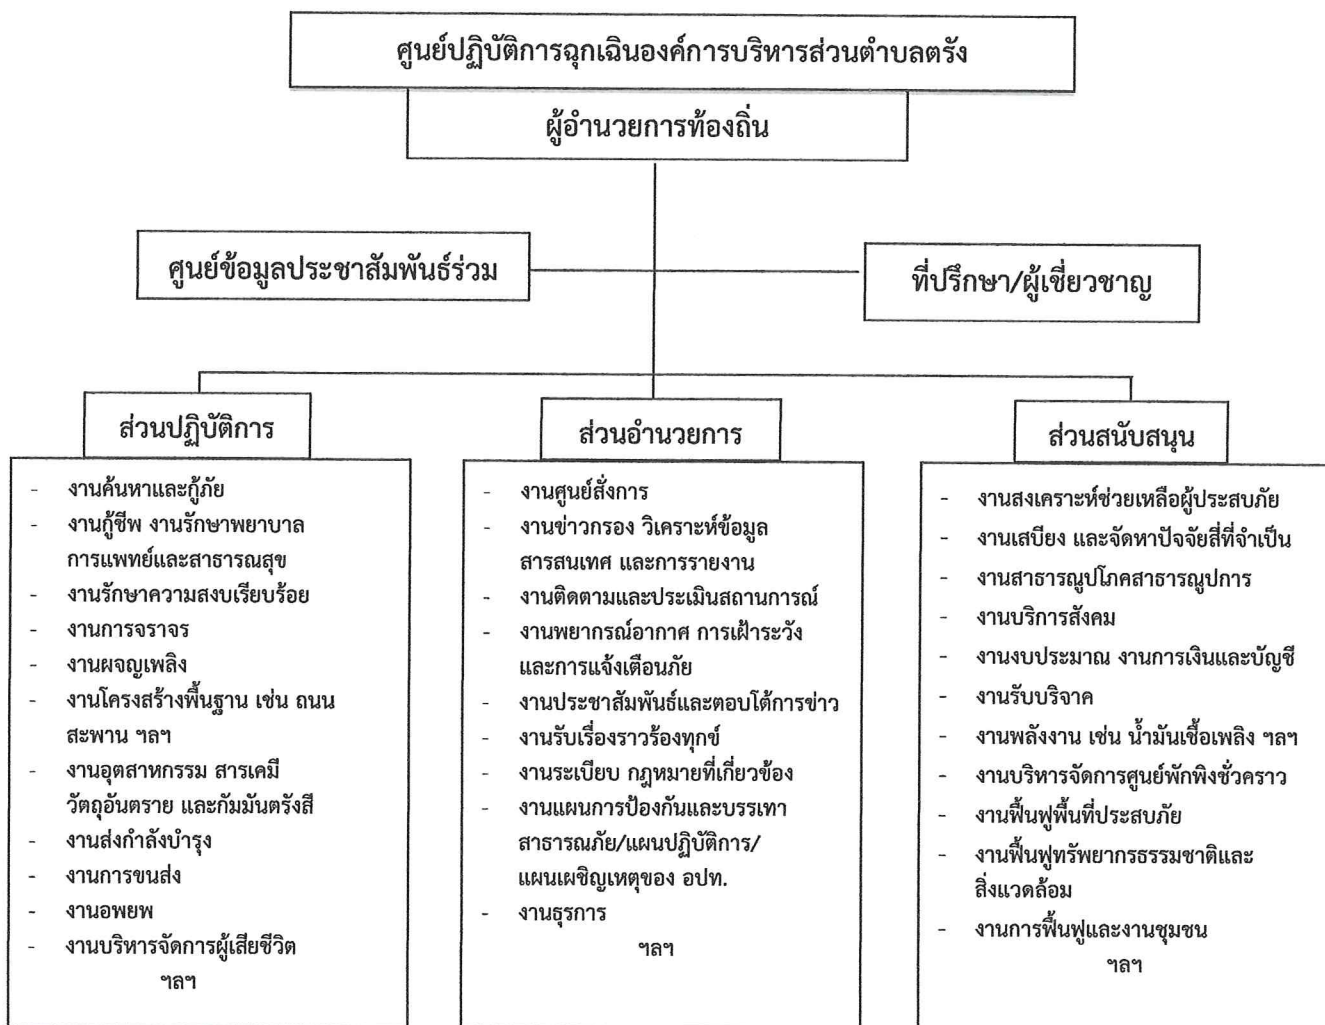 ศูนย์ปฏิบัติการฉุกเฉินองค์การบริหารส่วนตำบลตรัง
ผู้อำนวยการท้องถิ่น
ศูนย์ข้อมูลประชาสัมพันธ์ร่วม
ที่ปรึกษา/ผู้เชี่ยวชาญ
ส่วนปฏิบัติการ
- งานค้นหาและกู้ภัย
- งานกู้ชีพ งานรักษาพยาบาล
การแพทย์และสาธารณสุข
- งานรักษาความสงบเรียบร้อย
- งานการจราจร
- งานผจญเพลิง
- งานโครงสร้างพื้นฐาน เช่น ถนน
สะพาน ฯลฯ
- งานอุตสาหกรรม สารเคมี
วัตถุอันตราย และกัมมันตรังสี
- งานส่งกำลังบำรุง
- งานการขนส่ง
- งานอพยพ
- งานบริหารจัดการผู้เสียชีวิต
ฯลฯ
ส่วนอำนวยการ
- งานศูนย์สั่งการ
- งานข่าวกรอง วิเคราะห์ข้อมูล
สารสนเทศ และการรายงาน
- งานติดตามและประเมินสถานการณ์
- งานพยากรณ์อากาศ การเฝ้าระวัง
และการแจ้งเตือนภัย
- งานประชาสัมพันธ์และตอบโต้การข่าว
- งานรับเรื่องราวร้องทุกข์
- งานระเบียบ กฎหมายที่เกี่ยวข้อง
- งานแผนการป้องกันและบรรเทา
สาธารณภัย/แผนปฏิบัติการ/
แผนเผชิญเหตุของ อปท.
- งานธุรการ
ฯลฯ
ส่วนสนับสนุน
- งานสงเคราะห์ช่วยเหลือผู้ประสบภัย
- งานเสบียง และจัดหาปัจจัยสี่ที่จำเป็น
- งานสาธารณูปโภคสาธารณูปการ
- งานบริการสังคม
- งานงบประมาณ งานการเงินและบัญชี
- งานรับบริจาค
- งานพลังงาน เช่น น้ำมันเชื้อเพลิง ฯลฯ
- งานบริหารจัดการศูนย์พักพิงชั่วคราว
- งานฟื้นฟูพื้นที่ประสบภัย
- งานฟื้นฟูทรัพยากรธรรมชาติและ
สิ่งแวดล้อม
- งานการฟื้นฟูและงานชุมชน
ฯลฯ